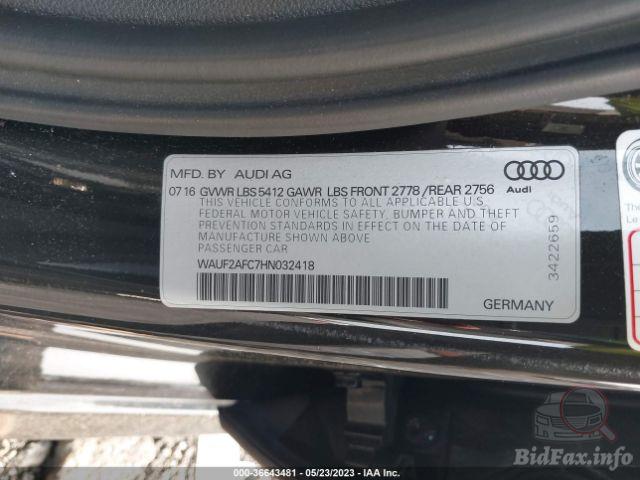 MFD. BY AUDI AG
07 16 GVWR LBS 5412 GAWR LBS FRONT 2778 /REAR 2756
THIS VEHICLE CONFORMS TO ALL APPLICABLE U.S.
FEDERAL MOTOR VEHICLE SAFETY, BUMPER AND THEFT
PREVENTION STANDARDS IN EFFECT ON THE DATE OF
MANUFACTURE SHOWN ABOVE
PASSENGER CAR
WAUF2AFC7HN032418
Audi
3422659
GERMANY
000-36643481 - 05/23/2023 - IAA Inc.
BidFax.info